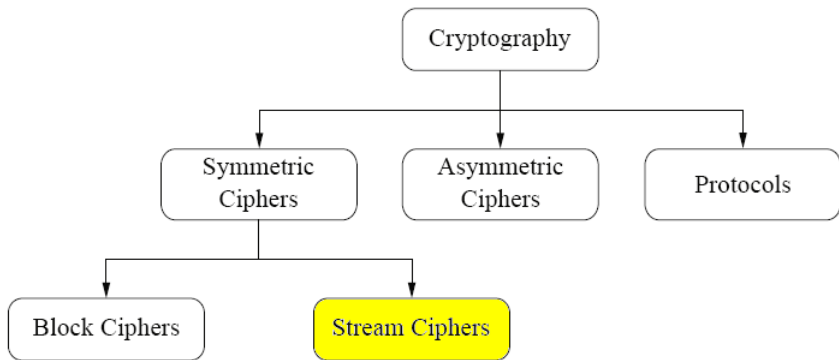 Cryptography
Symmetric
Ciphers
Asymmetric
Ciphers
Protocols
Block Ciphers
Stream Ciphers